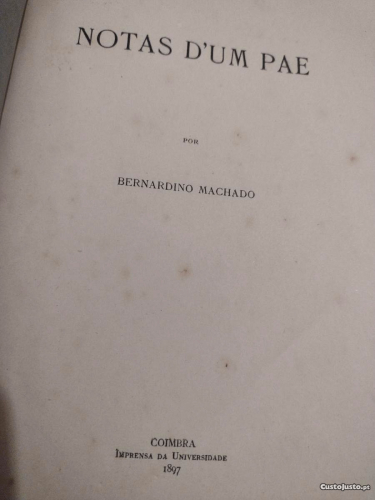 NOTAS D'UM PAE
POR
BERNARDINO MACHADO
COIMBRA
IMPRENSA DA UNIVERSIDADE
1897
CustoJusto.pt